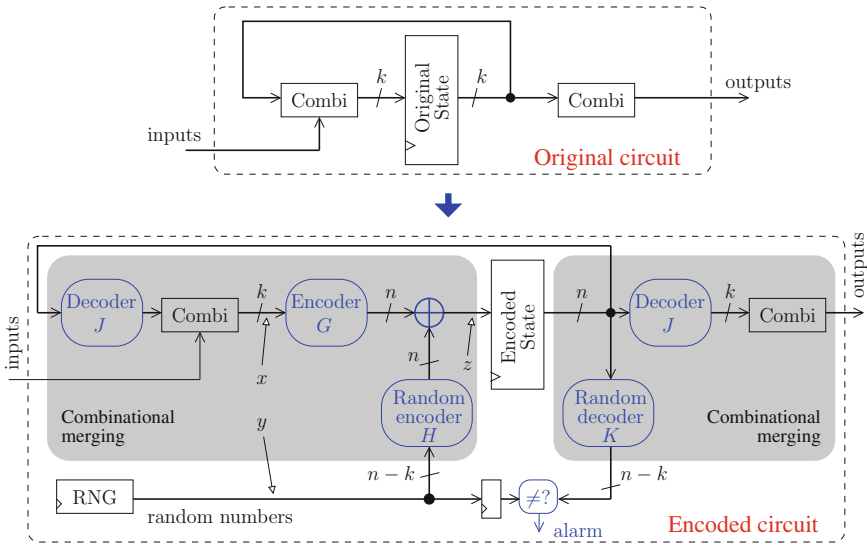 k
k
Combi
Original
State
Combi
outputs
inputs
Original circuit
outputs
Decoder
J
Combi
k
Encoder
G
n
n
z
Encoded
State
n
Decoder
J
k
Combi
inputs
x
y
Random
encoder
H
Random
decoder
K
Combinational
merging
Combinational
merging
n − k
n − k
RNG
random numbers
≠?
alarm
Encoded circuit